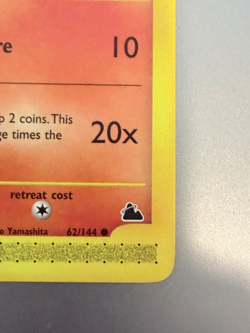 re 10
p 2 coins. This
ge times the
20x
retreat cost
o Yamashita 62/144